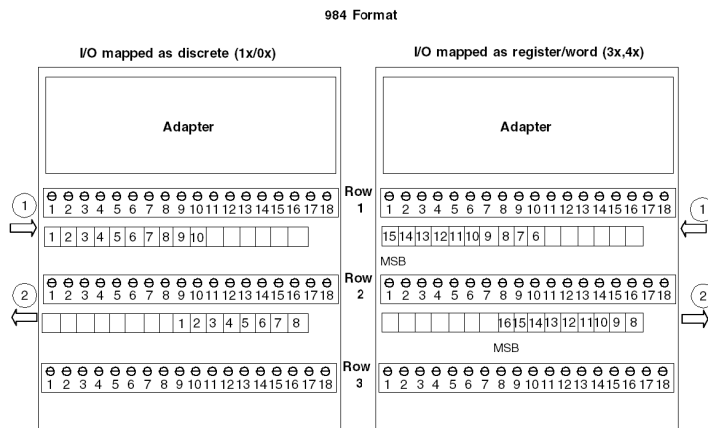 984 Format
I/O mapped as discrete (1x/0x)
I/O mapped as register/word (3x,4x)
Adapter
Adapter
Row
1
1 2 3 4 5 6 7 8 9 10 11 12 13 14 15 16 17 18
1 2 3 4 5 6 7 8 9 10 11 12 13 14 15 16 17 18
1
1
1 2 3 4 5 6 7 8 9 10
15 14 13 12 11 10 9 8 7 6
MSB
Row
2
1 2 3 4 5 6 7 8 9 10 11 12 13 14 15 16 17 18
1 2 3 4 5 6 7 8 9 10 11 12 13 14 15 16 17 18
2
2
1 2 3 4 5 6 7 8
16 15 14 13 12 11 10 9 8
MSB
Row
3
1 2 3 4 5 6 7 8 9 10 11 12 13 14 15 16 17 18
1 2 3 4 5 6 7 8 9 10 11 12 13 14 15 16 17 18